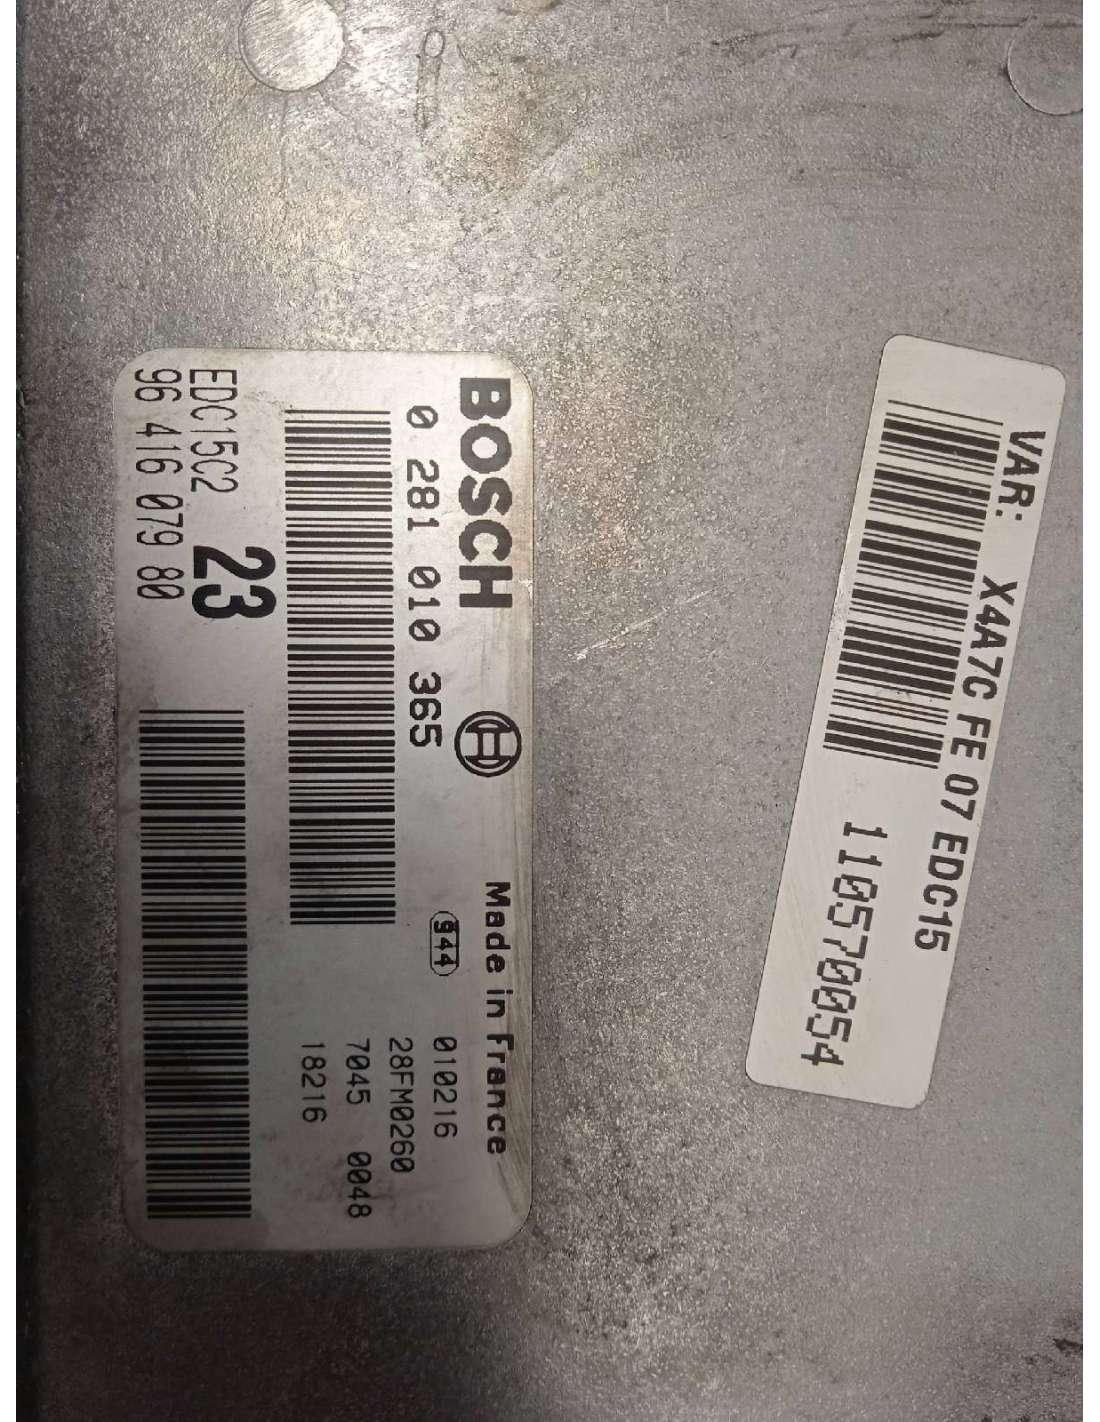 VAR: X4A7C FE 07 EDC15
1105570054
BOSCH
Made in France
0 281 010 365
944
010216
28FM0260
7045 0048
18216
23
EDC15C2
96 416 079 80